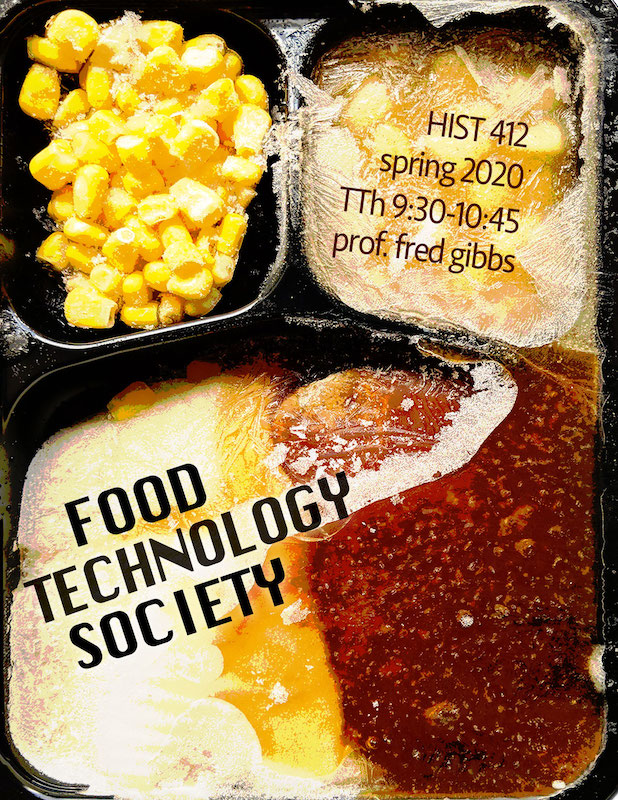 HIST 412
spring 2020
TTh 9:30-10:45
prof. fred gibbs
FOOD
TECHNOLOGY
SOCIETY